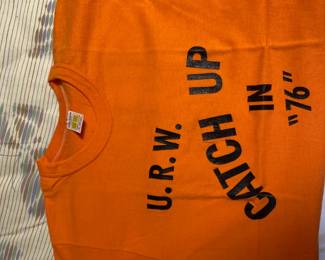 U.R.W.
CATCH UP
IN
"76"